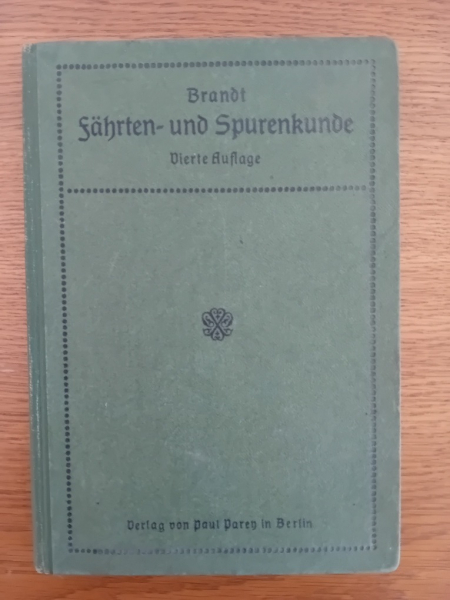 Brandt
Fährten- und Spurenkunde
Vierte Auflage
Verlag von Paul Parey in Berlin